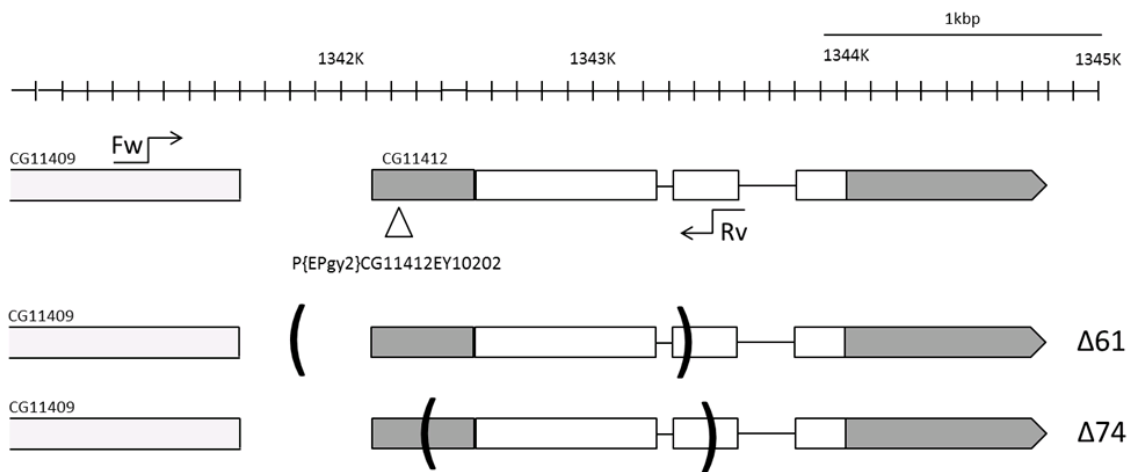 1kbp
1342K 1343K 1344K 1345K
Fw
CG11409 CG11412
Rv
P{EPgy2}CG11412EY10202
CG11409
Δ61
CG11409
Δ74